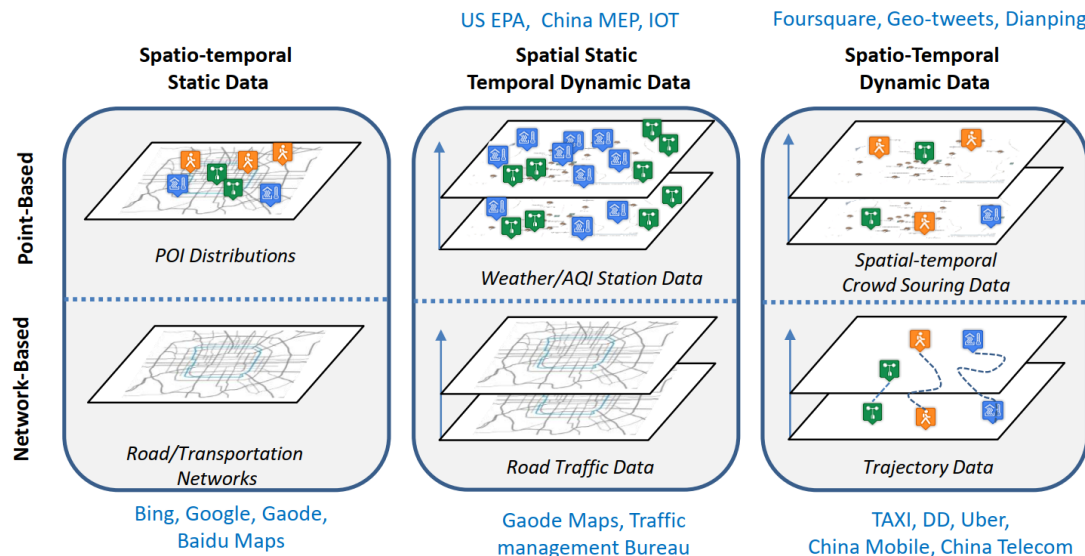 US EPA, China MEP, IOT
Foursquare, Geo-tweets, Dianping
Spatio-temporal
Static Data
Spatial Static
Temporal Dynamic Data
Spatio-Temporal
Dynamic Data
Point-Based
POI Distributions
Weather/AQI Station Data
Spatial-temporal
Crowd Souring Data
Network-Based
Road/Transportation
Networks
Road Traffic Data
Trajectory Data
Bing, Google, Gaode,
Baidu Maps
Gaode Maps, Traffic
management Bureau
TAXI, DD, Uber,
China Mobile, China Telecom